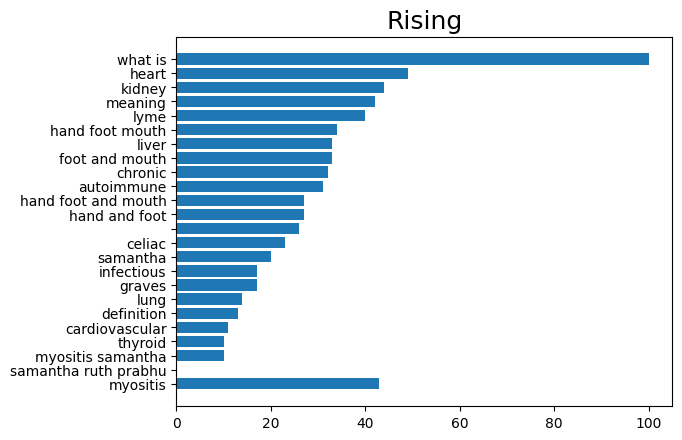 Rising
what is
heart
kidney
meaning
lyme
hand foot mouth
liver
foot and mouth
chronic
autoimmune
hand foot and mouth
hand and foot
celiac
samantha
infectious
graves
lung
definition
cardiovascular
thyroid
myositis samantha
samantha ruth prabhu
myositis
0 20 40 60 80 100